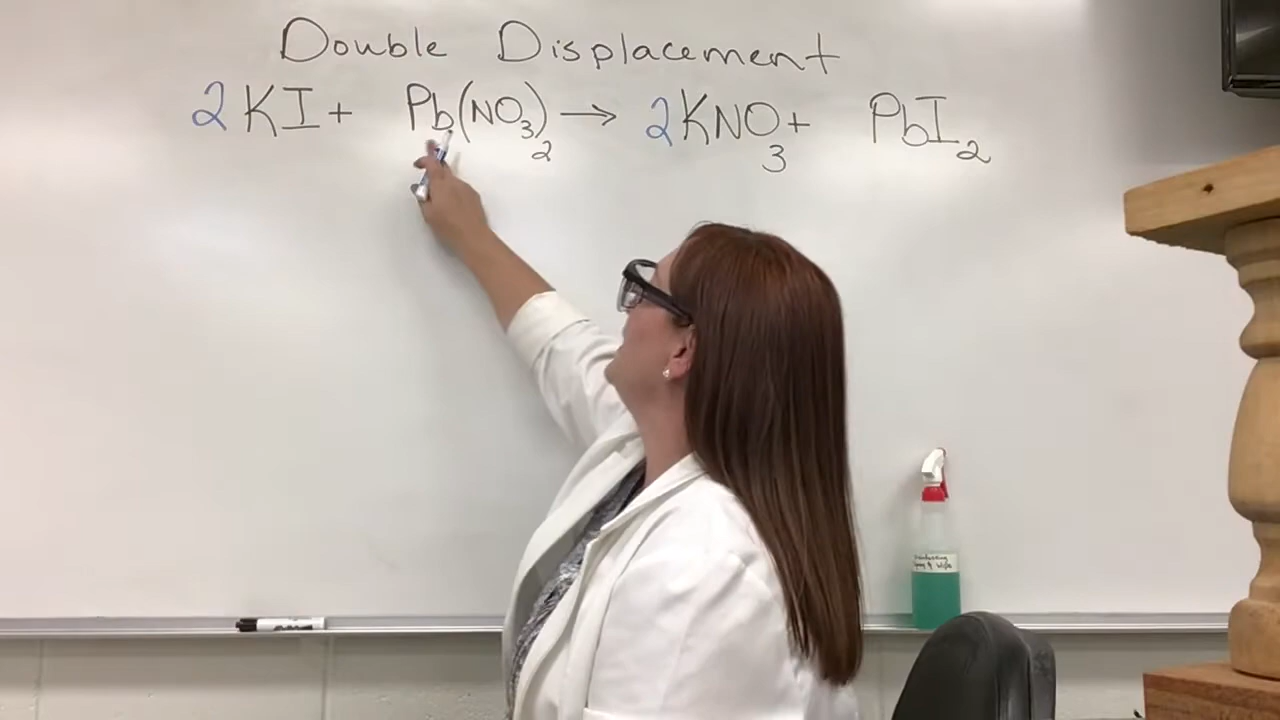 Double Displacement
2KI + Pb(NO₃)₂ → 2KNO₃ + PbI₂